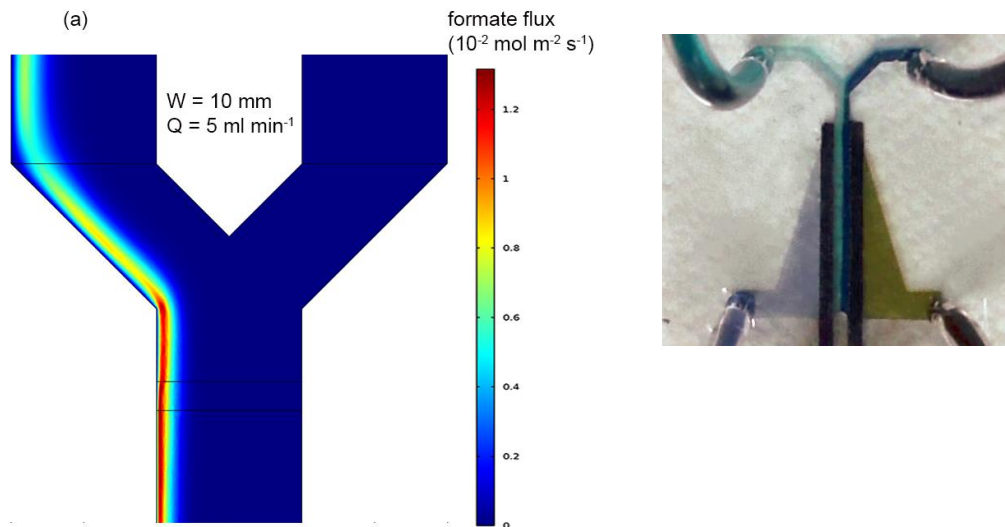 (a)
formate flux
(10⁻² mol m⁻² s⁻¹)
W = 10 mm
Q = 5 ml min⁻¹
1.2
1
0.8
0.6
0.4
0.2
0